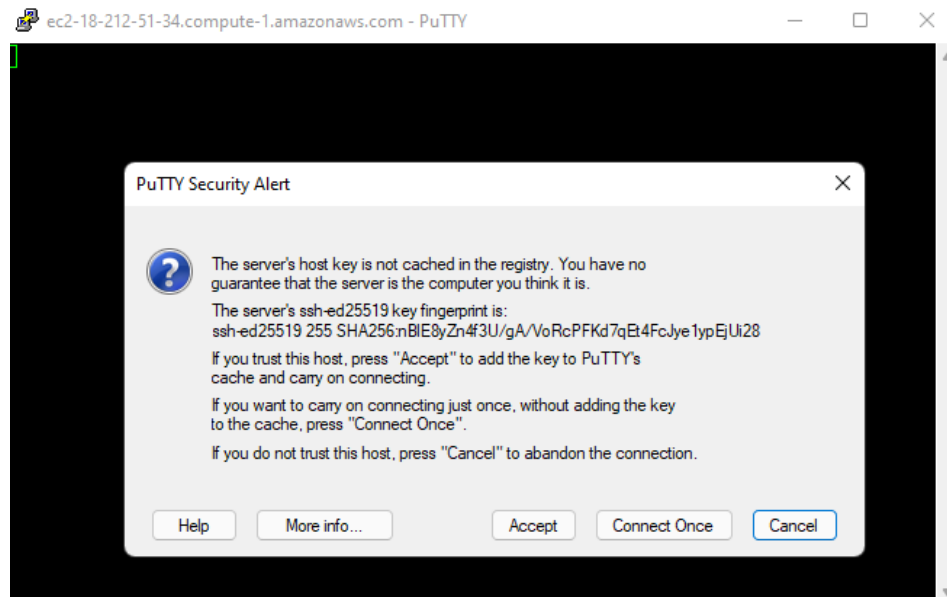 ec2-18-212-51-34.compute-1.amazonaws.com - PuTTY
PuTTY Security Alert
The server's host key is not cached in the registry. You have no
guarantee that the server is the computer you think it is.
The server's ssh-ed25519 key fingerprint is:
ssh-ed25519 255 SHA256:nBIE8yZn4f3U/gA/VoRcPFKd7qEt4FcJye1ypEjUi28
If you trust this host, press "Accept" to add the key to PuTTY's
cache and carry on connecting.
If you want to carry on connecting just once, without adding the key
to the cache, press "Connect Once".
If you do not trust this host, press "Cancel" to abandon the connection.
Help
More info...
Accept
Connect Once
Cancel